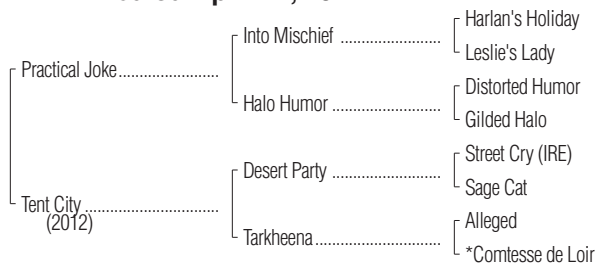 Harlan's Holiday
Into Mischief ........................
Leslie's Lady
Practical Joke........................
Distorted Humor
Halo Humor ..........................
Gilded Halo
Street Cry (IRE)
Desert Party ..........................
Sage Cat
Tent City ................................
(2012)
Alleged
Tarkheena..............................
*Comtesse de Loir